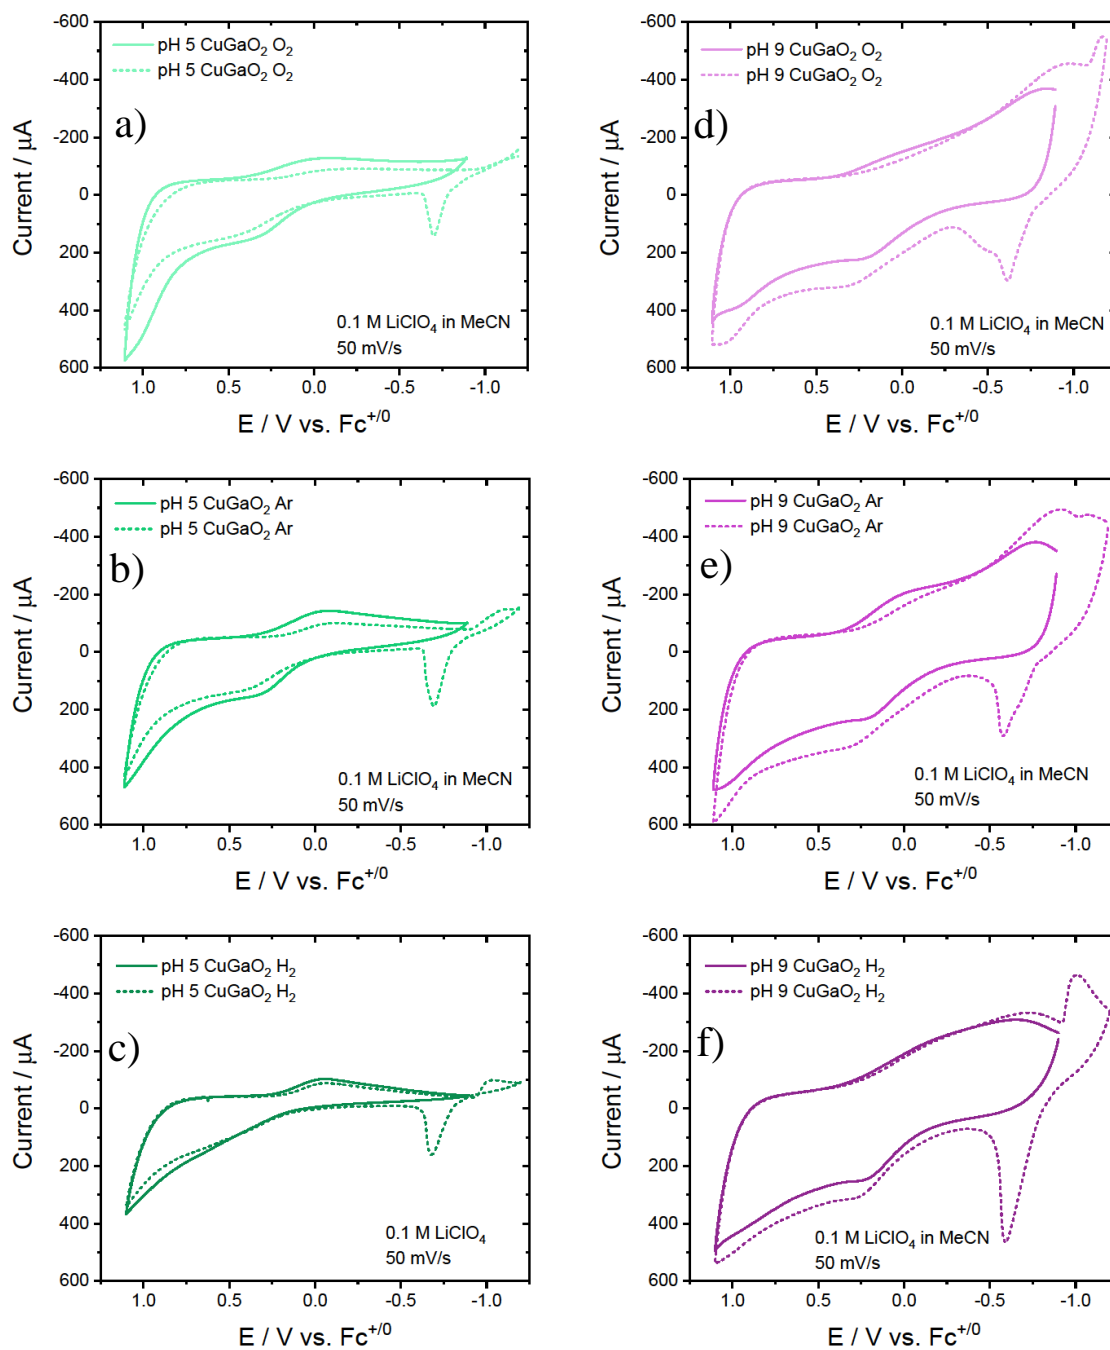 -600
-400
-200
0
200
400
600
Current / μA
pH 5 CuGaO₂ O₂
pH 5 CuGaO₂ O₂
a)
0.1 M LiClO₄ in MeCN
50 mV/s
1.0 0.5 0.0 -0.5 -1.0
E / V vs. Fc⁺ᐟ⁰
-600
-400
-200
0
200
400
600
Current / μA
pH 9 CuGaO₂ O₂
pH 9 CuGaO₂ O₂
d)
0.1 M LiClO₄ in MeCN
50 mV/s
1.0 0.5 0.0 -0.5 -1.0
E / V vs. Fc⁺ᐟ⁰
-600
-400
-200
0
200
400
600
Current / μA
pH 5 CuGaO₂ Ar
pH 5 CuGaO₂ Ar
b)
0.1 M LiClO₄ in MeCN
50 mV/s
1.0 0.5 0.0 -0.5 -1.0
E / V vs. Fc⁺ᐟ⁰
-600
-400
-200
0
200
400
600
Current / μA
pH 9 CuGaO₂ Ar
pH 9 CuGaO₂ Ar
e)
0.1 M LiClO₄ in MeCN
50 mV/s
1.0 0.5 0.0 -0.5 -1.0
E / V vs. Fc⁺ᐟ⁰
-600
-400
-200
0
200
400
600
Current / μA
pH 5 CuGaO₂ H₂
pH 5 CuGaO₂ H₂
c)
0.1 M LiClO₄
50 mV/s
1.0 0.5 0.0 -0.5 -1.0
E / V vs. Fc⁺ᐟ⁰
-600
-400
-200
0
200
400
600
Current / μA
pH 9 CuGaO₂ H₂
pH 9 CuGaO₂ H₂
f)
0.1 M LiClO₄ in MeCN
50 mV/s
1.0 0.5 0.0 -0.5 -1.0
E / V vs. Fc⁺ᐟ⁰